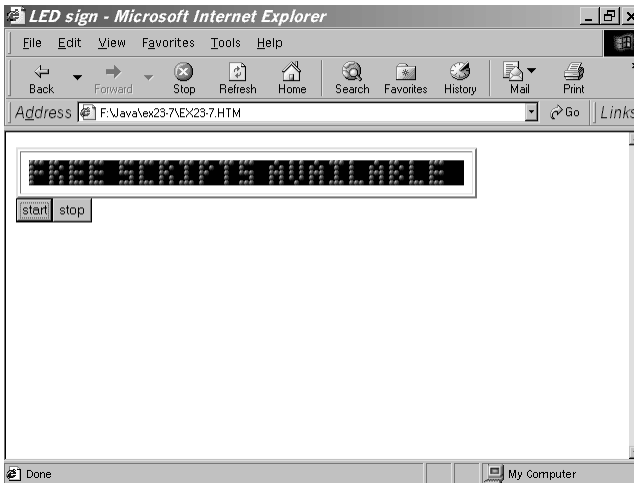 LED sign - Microsoft Internet Explorer
File Edit View Favorites Tools Help
Back Forward Stop Refresh Home Search Favorites History Mail Print
Address F:\Java\ex23-7\EX23-7.HTM Go Links
FREE SCRIPTS AVAILABLE
start stop
Done My Computer